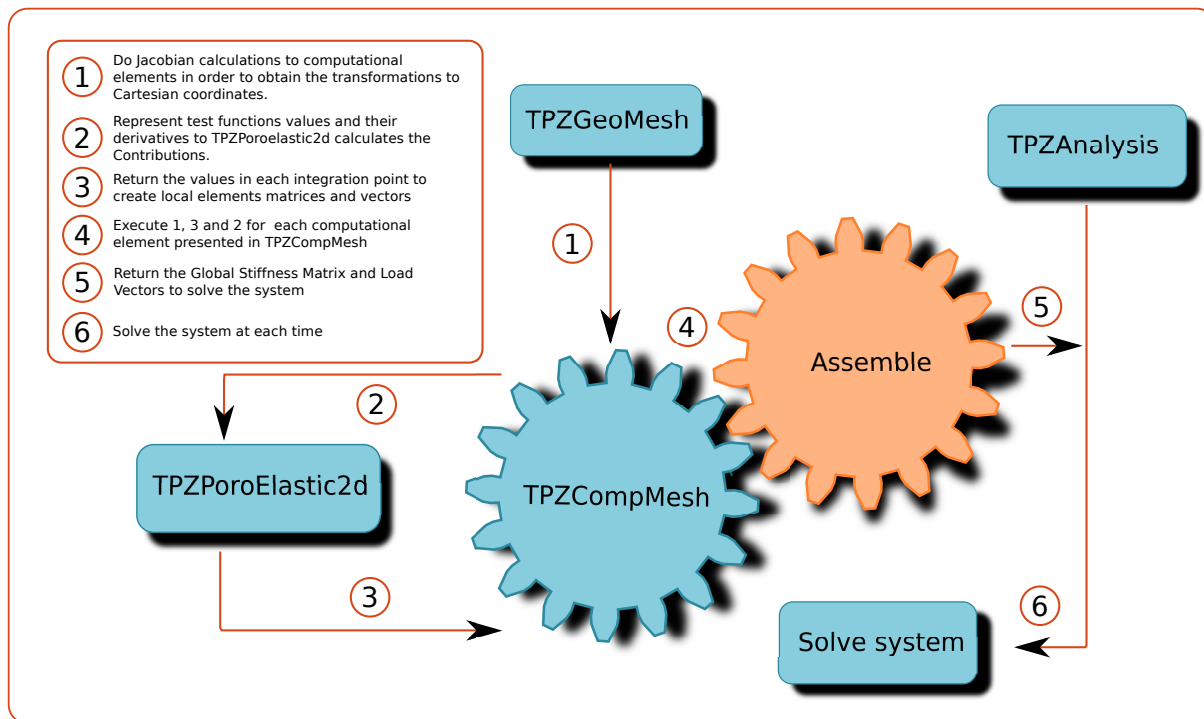 1
Do Jacobian calculations to computational
elements in order to obtain the transformations to
Cartesian coordinates.
2
Represent test functions values and their
derivatives to TPZPoroelastic2d calculates the
Contributions.
3
Return the values in each integration point to
create local elements matrices and vectors
4
Execute 1, 3 and 2 for each computational
element presented in TPZCompMesh
5
Return the Global Stiffness Matrix and Load
Vectors to solve the system
6
Solve the system at each time
TPZGeoMesh
TPZAnalysis
1
4
5
Assemble
2
TPZPoroElastic2d
TPZCompMesh
3
6
Solve system